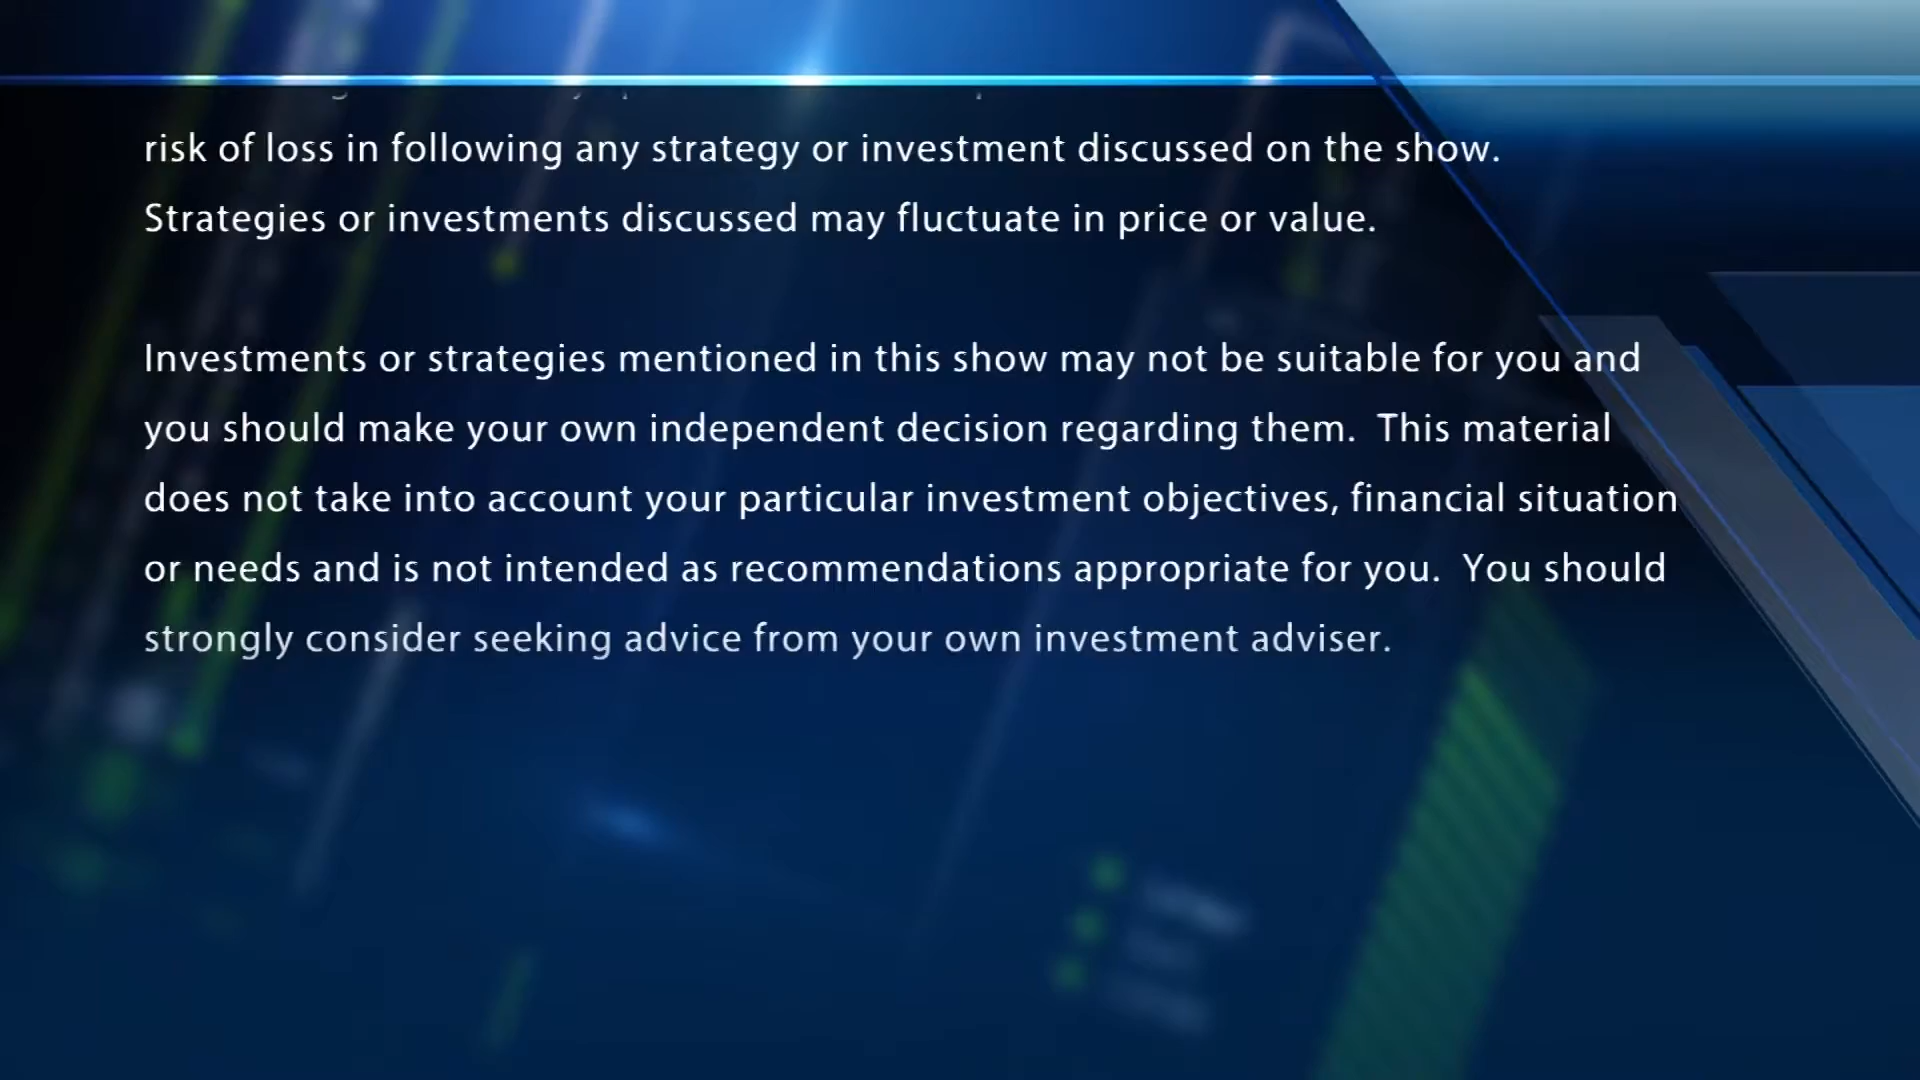 risk of loss in following any strategy or investment discussed on the show.
Strategies or investments discussed may fluctuate in price or value.
Investments or strategies mentioned in this show may not be suitable for you and
you should make your own independent decision regarding them.  This material
does not take into account your particular investment objectives, financial situation
or needs and is not intended as recommendations appropriate for you.  You should
strongly consider seeking advice from your own investment adviser.